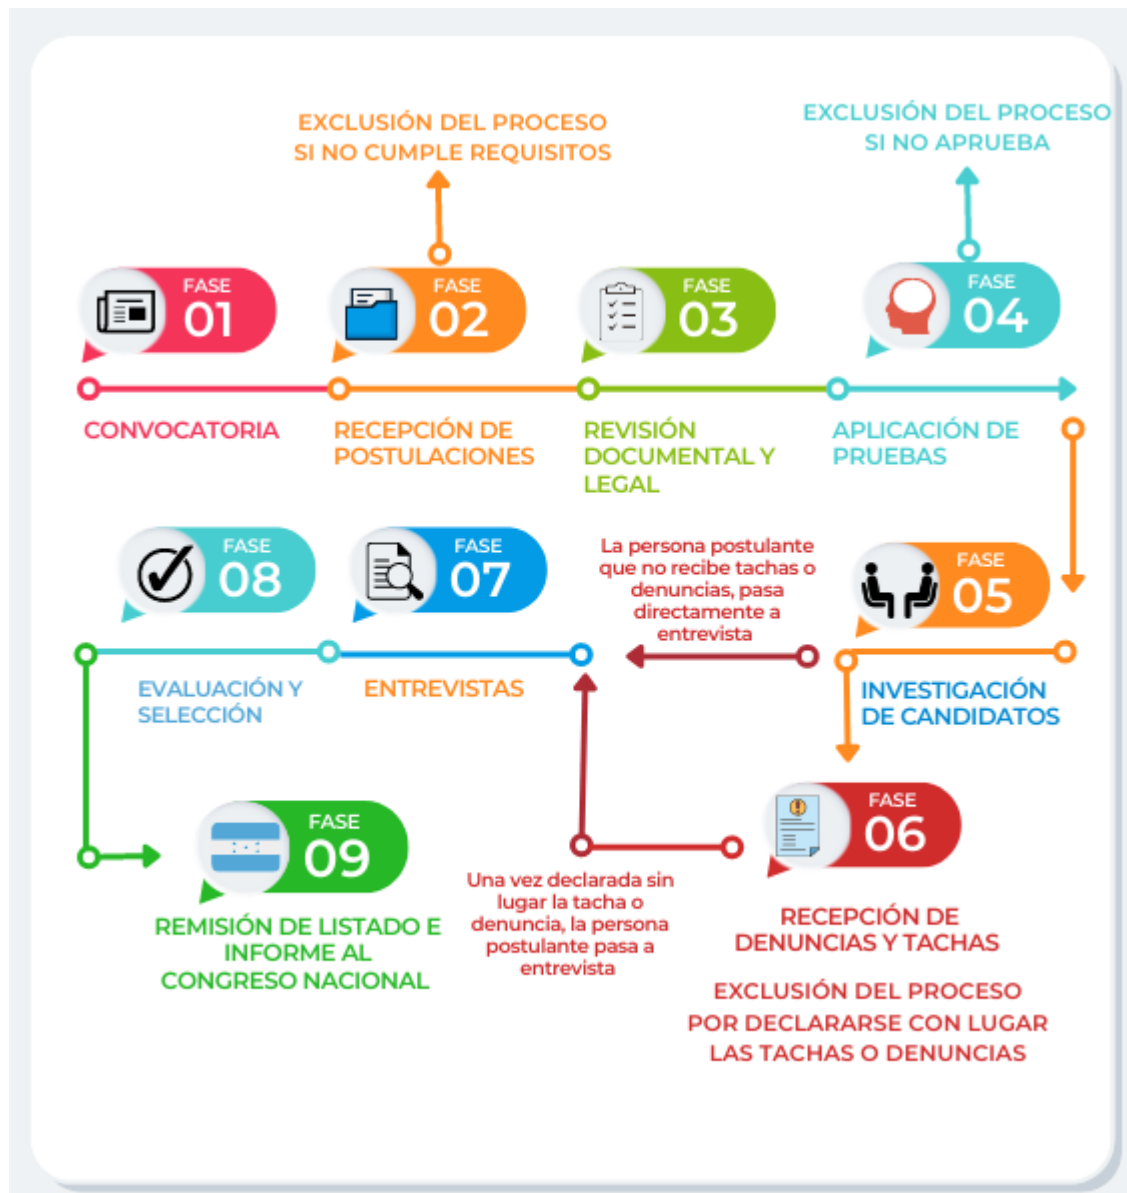 EXCLUSIÓN DEL PROCESO
SI NO CUMPLE REQUISITOS
EXCLUSIÓN DEL PROCESO
SI NO APRUEBA
FASE
01
FASE
02
FASE
03
FASE
04
CONVOCATORIA
RECEPCIÓN DE
POSTULACIONES
REVISIÓN
DOCUMENTAL Y
LEGAL
APLICACIÓN DE
PRUEBAS
FASE
05
INVESTIGACIÓN
DE CANDIDATOS
La persona postulante
que no recibe tachas o
denuncias, pasa
directamente a
entrevista
FASE
06
RECEPCIÓN DE
DENUNCIAS Y TACHAS
EXCLUSIÓN DEL PROCESO
POR DECLARARSE CON LUGAR
LAS TACHAS O DENUNCIAS
Una vez declarada sin
lugar la tacha o
denuncia, la persona
postulante pasa a
entrevista
FASE
07
ENTREVISTAS
FASE
08
EVALUACIÓN Y
SELECCIÓN
FASE
09
REMISIÓN DE LISTADO E
INFORME AL
CONGRESO NACIONAL